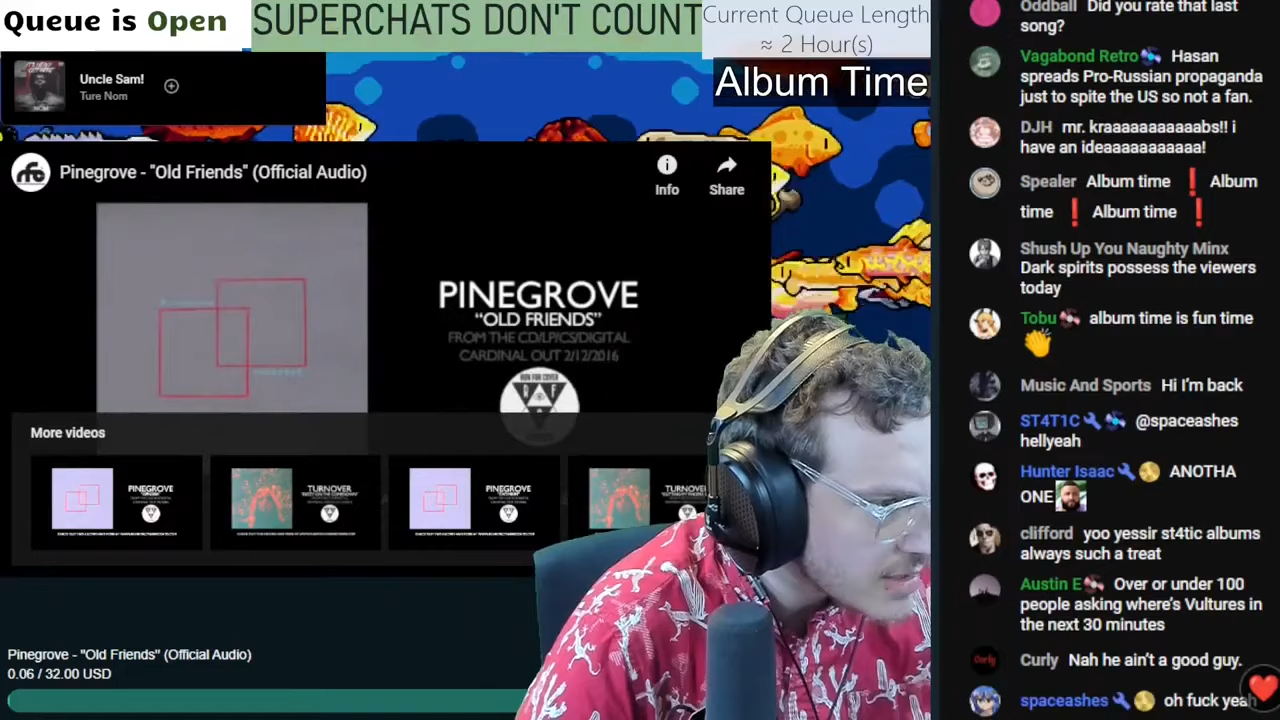 Queue is Open
SUPERCHATS DON'T COUNT
Current Queue Length
≈ 2 Hour(s)
Album Time
Uncle Sam!
Ture Nom
Pinegrove - "Old Friends" (Official Audio)
Info
Share
PINEGROVE
"OLD FRIENDS"
FROM THE CD/LP/CS/DIGITAL
CARDINAL OUT 2/12/2016
RUN FOR COVER
More videos
PINEGROVE
TURNOVER
PINEGROVE
Pinegrove - "Old Friends" (Official Audio)
0.06 / 32.00 USD
Oddball Did you rate that last
song?
Vagabond Retro Hasan
spreads Pro-Russian propaganda
just to spite the US so not a fan.
DJH mr. kraaaaaaaaaabs!! i
have an ideaaaaaaaaaaa!
Spealer Album time ❗ Album
time ❗ Album time ❗
Shush Up You Naughty Minx
Dark spirits possess the viewers
today
Tobu album time is fun time
👏
Music And Sports Hi I'm back
ST4T1C @spaceashes
hellyeah
Hunter Isaac ANOTHA
ONE
clifford yoo yessir st4tic albums
always such a treat
Austin E Over or under 100
people asking where's Vultures in
the next 30 minutes
Curly Nah he ain't a good guy.
spaceashes oh fuck yeah